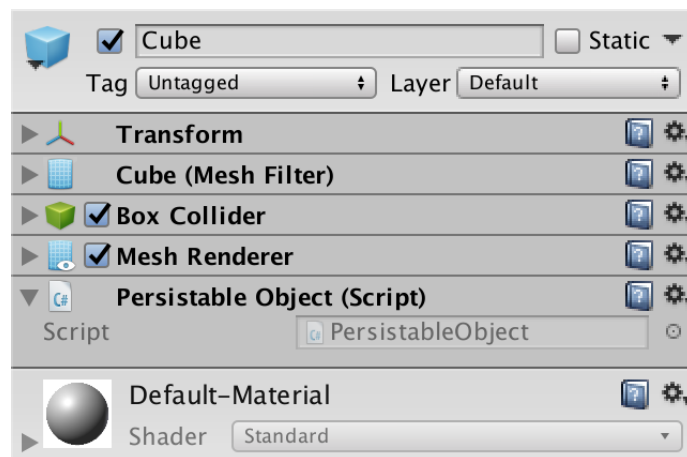 Cube Static
Tag Untagged Layer Default
Transform
Cube (Mesh Filter)
Box Collider
Mesh Renderer
Persistable Object (Script)
Script PersistableObject
Default-Material
Shader Standard